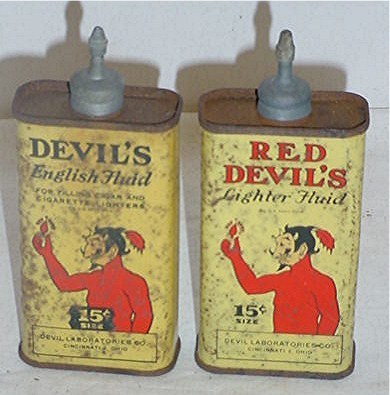 DEVIL'S
English Fluid
FOR FILLING CIGAR AND
CIGARETTE LIGHTERS
15¢
SIZE
DEVIL LABORATORIES CO.
CINCINNATI, OHIO
RED
DEVIL'S
Lighter Fluid
15¢
SIZE
DEVIL LABORATORIES CO.
CINCINNATI, OHIO